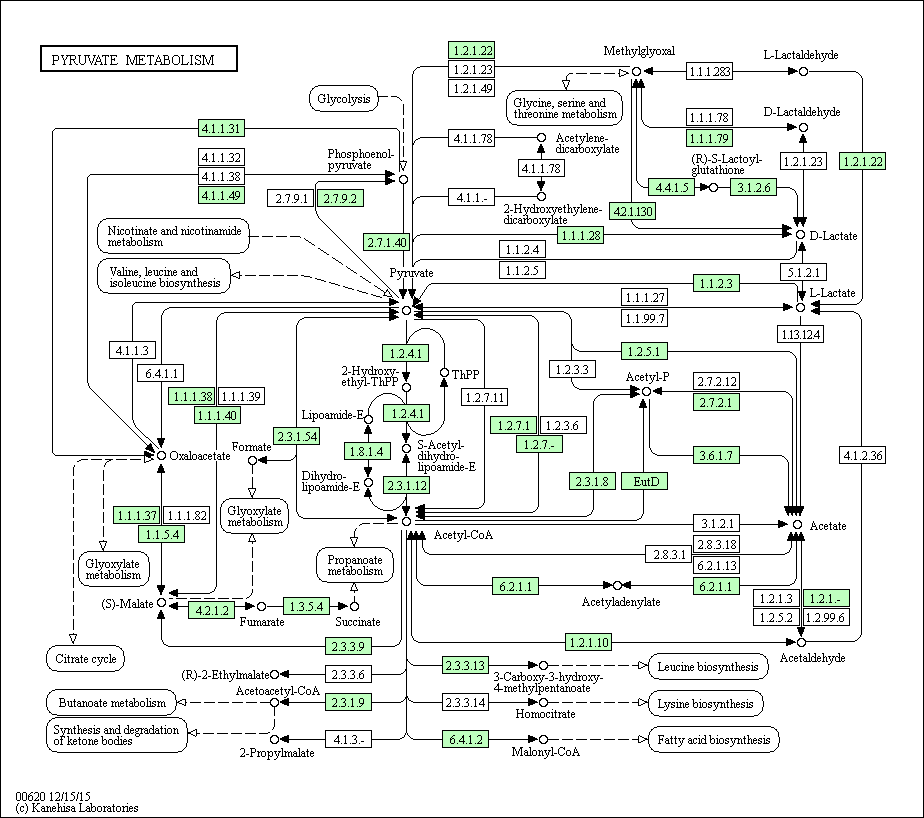 PYRUVATE METABOLISM
1.2.1.22
1.2.1.23
1.2.1.49
Methylglyoxal
1.1.1.283
L-Lactaldehyde
Glycolysis
Glycine, serine and
threonine metabolism
1.1.1.78
1.1.1.79
D-Lactaldehyde
4.1.1.31
4.1.1.32
4.1.1.38
4.1.1.49
Phosphoenol-
pyruvate
4.1.1.78
Acetylene-
dicarboxylate
4.1.1.78
(R)-S-Lactoyl-
glutathione
1.2.1.23
1.2.1.22
2.7.9.1
2.7.9.2
4.1.1.-
2-Hydroxyethylene-
dicarboxylate
4.4.1.5
3.1.2.6
4.2.1.130
Nicotinate and nicotinamide
metabolism
2.7.1.40
1.1.1.28
D-Lactate
1.1.2.4
1.1.2.5
Valine, leucine and
isoleucine biosynthesis
Pyruvate
5.1.2.1
1.1.2.3
L-Lactate
1.1.1.27
1.1.99.7
1.13.12.4
4.1.1.3
6.4.1.1
1.2.4.1
1.2.5.1
2-Hydroxy-
ethyl-ThPP
ThPP
1.2.3.3
Acetyl-P
2.7.2.12
2.7.2.1
1.1.1.38
1.1.1.39
1.1.1.40
1.2.7.11
Lipoamide-E
1.2.4.1
1.2.7.1
1.2.3.6
1.2.7.-
2.3.1.54
Formate
Oxaloacetate
1.8.1.4
S-Acetyl-
dihydro-
lipoamide-E
3.6.1.7
4.1.2.36
Dihydro-
lipoamide-E
2.3.1.12
2.3.1.8
EutD
1.1.1.37
1.1.1.82
1.1.5.4
Glyoxylate
metabolism
Acetyl-CoA
3.1.2.1
Acetate
2.8.3.18
2.8.3.1
6.2.1.13
Glyoxylate
metabolism
Propanoate
metabolism
6.2.1.1
6.2.1.1
Acetyladenylate
(S)-Malate
4.2.1.2
Fumarate
1.3.5.4
Succinate
1.2.1.3
1.2.1.-
1.2.5.2
1.2.99.6
2.3.3.9
1.2.1.10
Acetaldehyde
Citrate cycle
(R)-2-Ethylmalate
2.3.3.6
2.3.3.13
3-Carboxy-3-hydroxy-
4-methylpentanoate
Leucine biosynthesis
Butanoate metabolism
Acetoacetyl-CoA
2.3.1.9
2.3.3.14
Homocitrate
Lysine biosynthesis
Synthesis and degradation
of ketone bodies
2-Propylmalate
4.1.3.-
6.4.1.2
Malonyl-CoA
Fatty acid biosynthesis
00620 12/15/15
(c) Kanehisa Laboratories